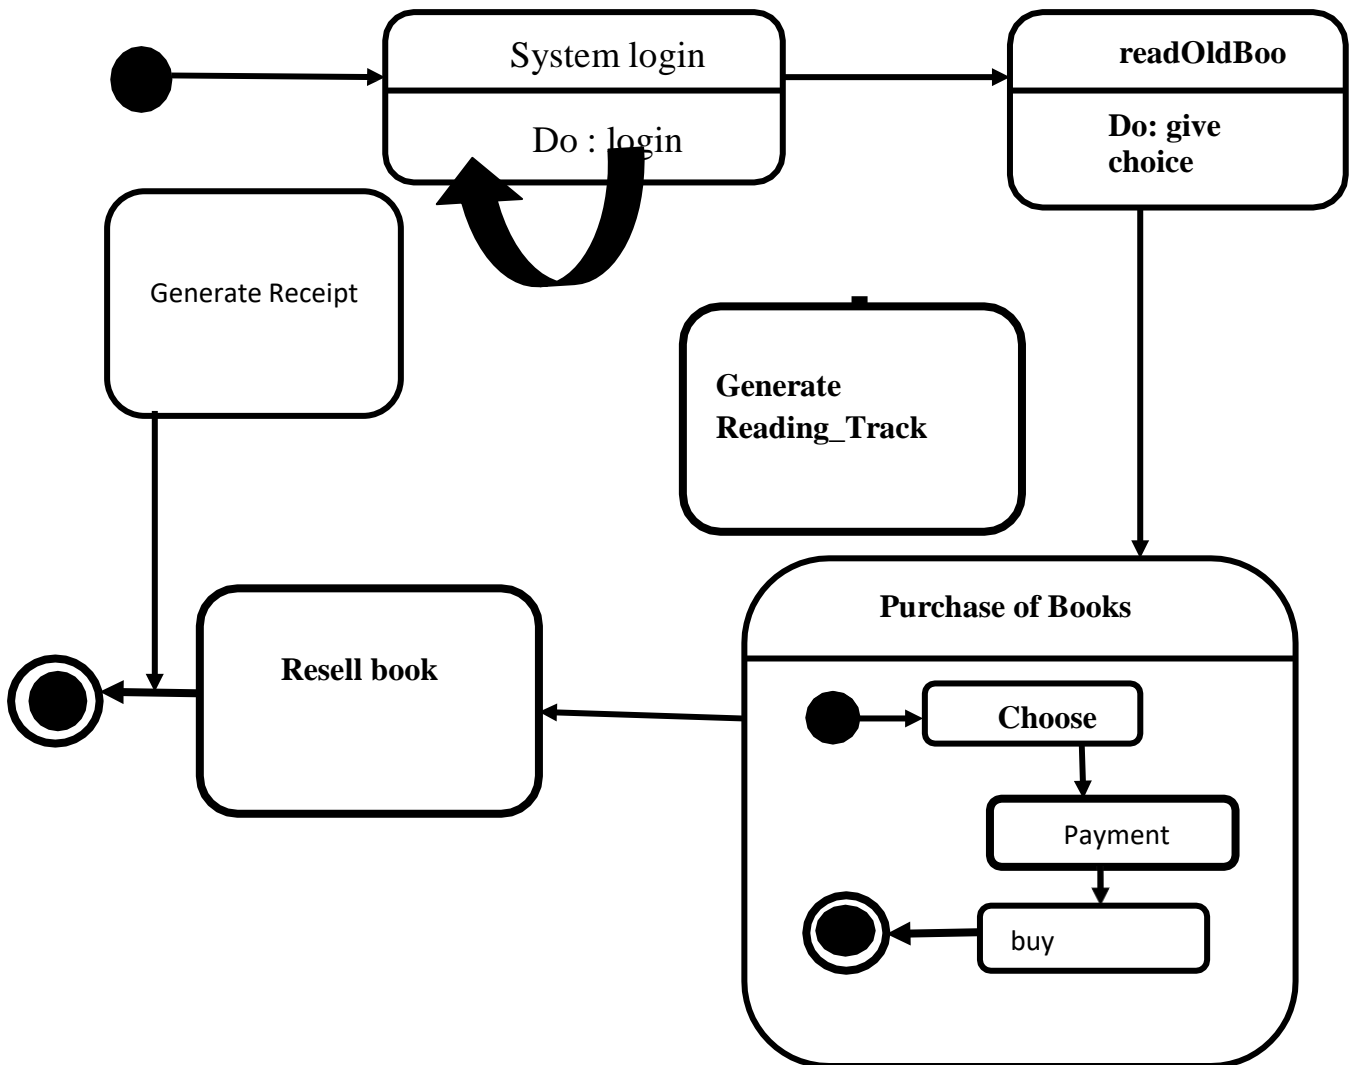 System login
Do : login
readOldBoo
Do: give
choice
Generate Receipt
Generate
Reading_Track
Purchase of Books
Choose
Payment
buy
Resell book